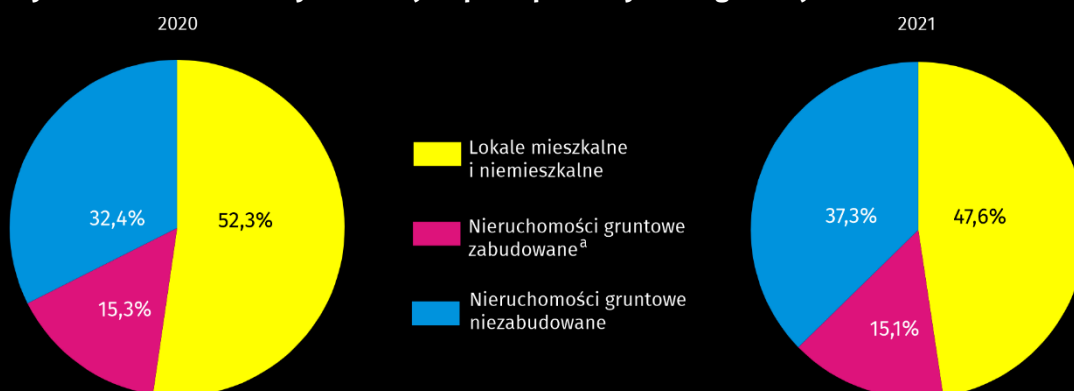 2020
2021
Lokale mieszkalne
i niemieszkalne
Nieruchomości gruntowe
zabudowane^a
Nieruchomości gruntowe
niezabudowane
32,4%
52,3%
15,3%
37,3%
47,6%
15,1%